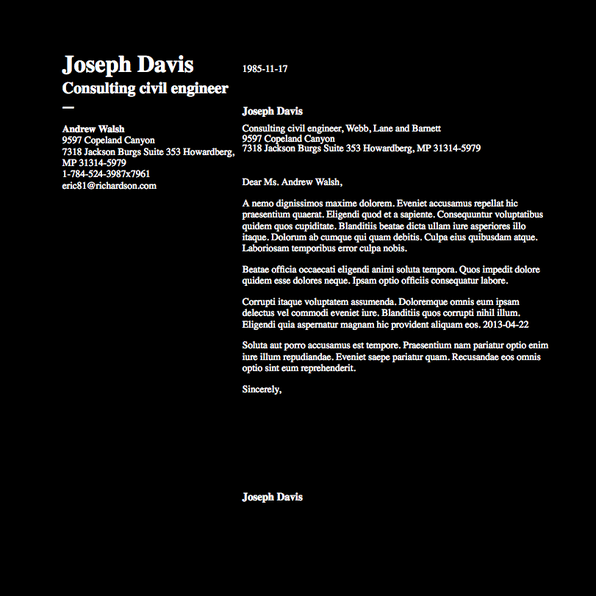 Joseph Davis
Consulting civil engineer
—
Andrew Walsh
9597 Copeland Canyon
7318 Jackson Burgs Suite 353 Howardberg,
MP 31314-5979
1-784-524-3987x7961
eric81@richardson.com
1985-11-17
Joseph Davis
Consulting civil engineer, Webb, Lane and Barnett
9597 Copeland Canyon
7318 Jackson Burgs Suite 353 Howardberg, MP 31314-5979
Dear Ms. Andrew Walsh,
A nemo dignissimos maxime dolorem. Eveniet accusamus repellat hic
praesentium quaerat. Eligendi quod et a sapiente. Consequuntur voluptatibus
quidem quos cupiditate. Blanditiis beatae dicta ullam iure asperiores illo
itaque. Dolorum ab cumque qui quam debitis. Culpa eius quibusdam atque.
Laboriosam temporibus error culpa nobis.
Beatae officia occaecati eligendi animi soluta tempora. Quos impedit dolore
quidem esse dolores neque. Ipsam optio officiis consequatur labore.
Corrupti itaque voluptatem assumenda. Doloremque omnis eum ipsam
delectus vel commodi eveniet iure. Blanditiis quos corrupti nihil illum.
Eligendi quia aspernatur magnam hic provident aliquam eos. 2013-04-22
Soluta aut porro accusamus est tempore. Praesentium nam pariatur optio enim
iure illum repudiandae. Eveniet saepe pariatur quam. Recusandae eos omnis
optio sint eum reprehenderit.
Sincerely,
Joseph Davis